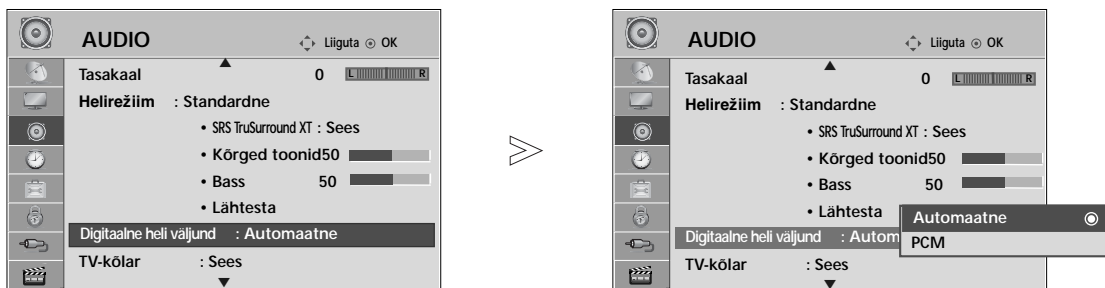 AUDIO Liiguta OK
Tasakaal 0 L R
Helirežiim : Standardne
• SRS TruSurround XT : Sees
• Kõrged toonid50
• Bass 50
• Lähtesta
Digitaalne heli väljund : Automaatne
TV-kõlar : Sees
AUDIO Liiguta OK
Tasakaal 0 L R
Helirežiim : Standardne
• SRS TruSurround XT : Sees
• Kõrged toonid50
• Bass 50
• Lähtesta
Automaatne
Digitaalne heli väljund : Autom
PCM
TV-kõlar : Sees